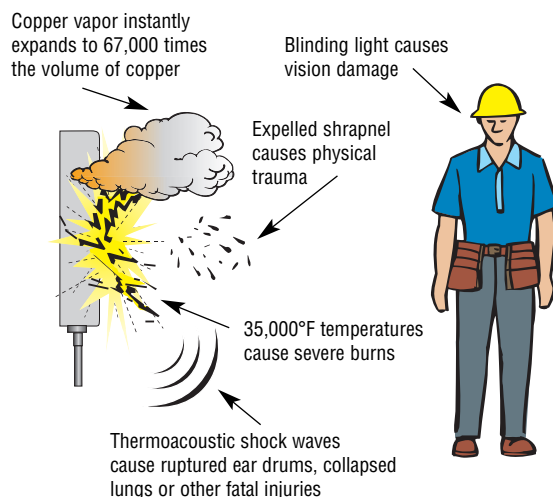 Copper vapor instantly
expands to 67,000 times
the volume of copper
Blinding light causes
vision damage
Expelled shrapnel
causes physical
trauma
35,000°F temperatures
cause severe burns
Thermoacoustic shock waves
cause ruptured ear drums, collapsed
lungs or other fatal injuries